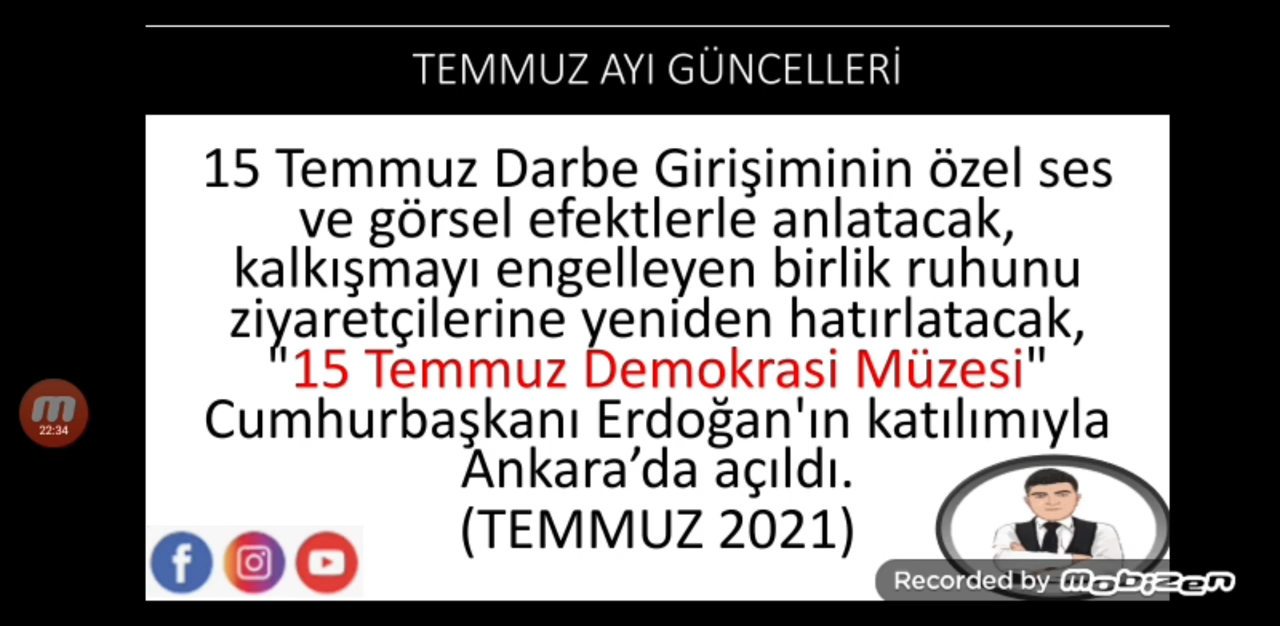 TEMMUZ AYI GÜNCELLERİ
15 Temmuz Darbe Girişiminin özel ses
ve görsel efektlerle anlatacak,
kalkışmayı engelleyen birlik ruhunu
ziyaretçilerine yeniden hatırlatacak,
"15 Temmuz Demokrasi Müzesi"
Cumhurbaşkanı Erdoğan'ın katılımıyla
Ankara’da açıldı.
(TEMMUZ 2021)
22:34
Recorded by mobizen